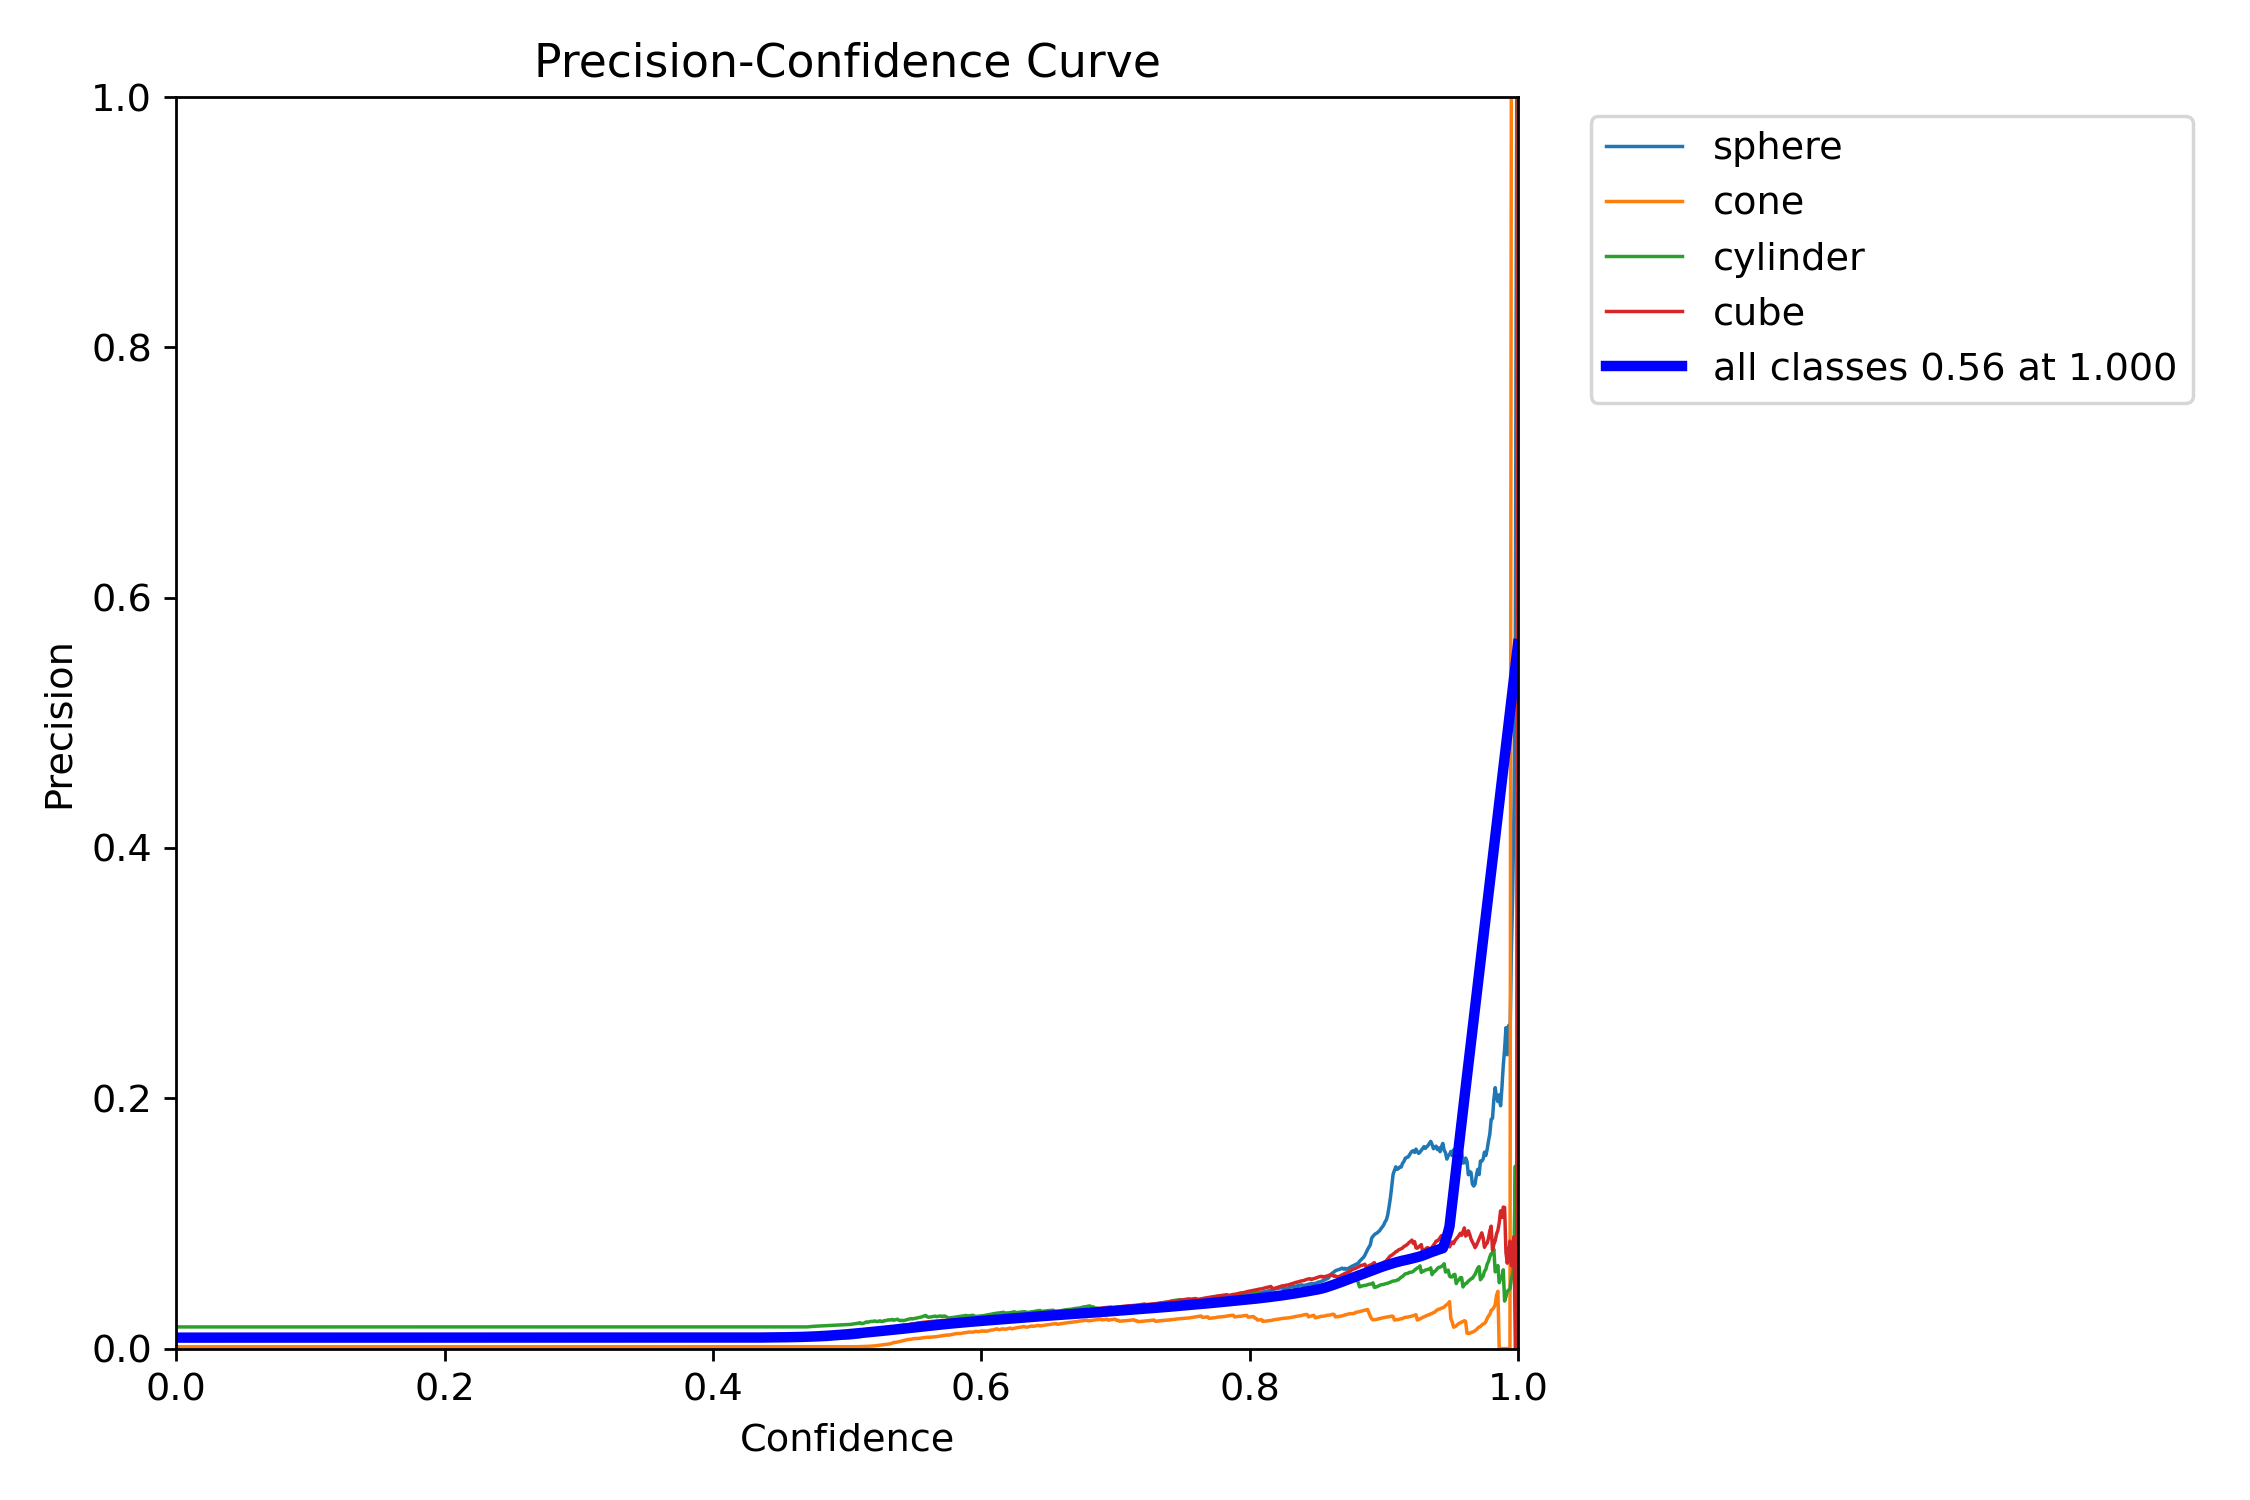 Precision-Confidence Curve
1.0
0.8
0.6
0.4
0.2
0.0
Precision
0.0 0.2 0.4 0.6 0.8 1.0
Confidence
sphere
cone
cylinder
cube
all classes 0.56 at 1.000